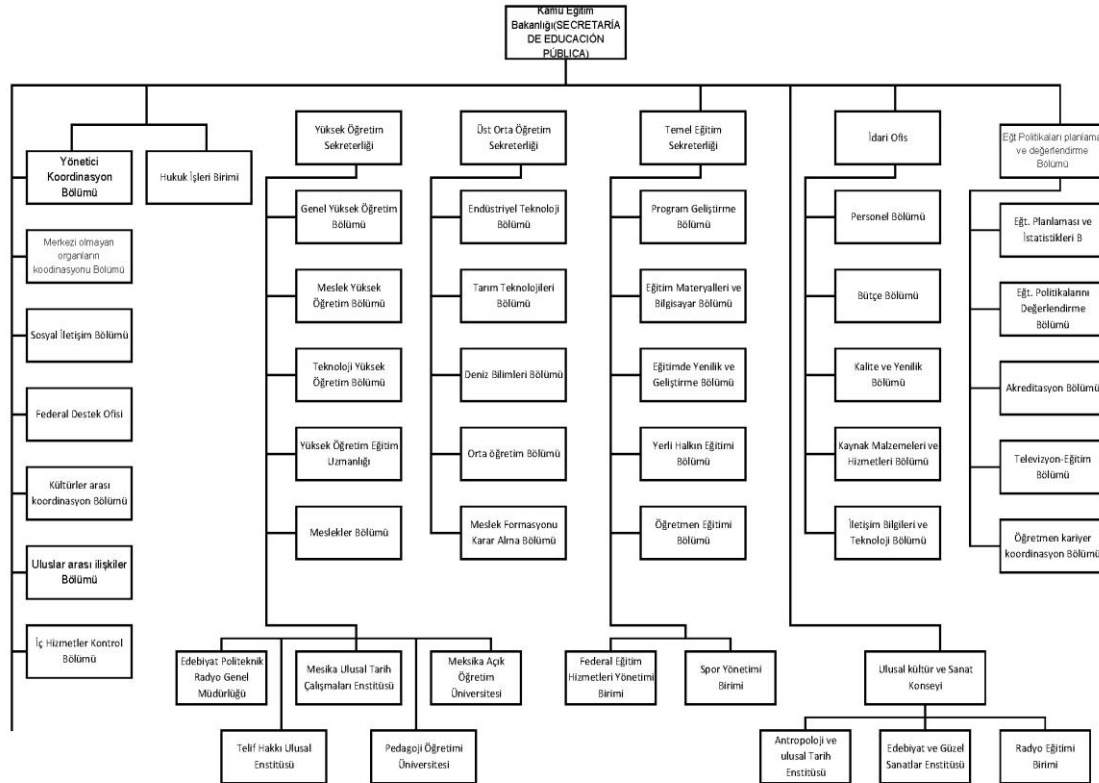 Kamu Eğitim
Bakanlığı(SECRETARÍA
DE EDUCACIÓN
PÚBLICA)
Yönetici
Koordinasyon
Bölümü
Hukuk İşleri Birimi
Merkezi olmayan
organların
koodinasyonu Bölümü
Sosyal İletişim Bölümü
Federal Destek Ofisi
Kültürler arası
koordinasyon Bölümü
Uluslar arası ilişkiler
Bölümü
İç Hizmetler Kontrol
Bölümü
Yüksek Öğretim
Sekreterliği
Genel Yüksek Öğretim
Bölümü
Meslek Yüksek
Öğretim Bölümü
Teknoloji Yüksek
Öğretim Bölümü
Yüksek Öğretim Eğitim
Uzmanlığı
Meslekler Bölümü
Edebiyat Politeknik
Radyo Genel
Müdürlüğü
Mesika Ulusal Tarih
Çalışmaları Enstitüsü
Meksika Açık
Öğretim
Üniversitesi
Telif Hakkı Ulusal
Enstitüsü
Pedagoji Öğretimi
Üniversitesi
Üst Orta Öğretim
Sekreterliği
Endüstriyel Teknoloji
Bölümü
Tarım Teknolojileri
Bölümü
Deniz Bilimleri Bölümü
Orta öğretim Bölümü
Meslek Formasyonu
Karar Alma Bölümü
Temel Eğitim
Sekreterliği
Program Geliştirme
Bölümü
Eğitim Materyalleri ve
Bilgisayar Bölümü
Eğitimde Yenilik ve
Geliştirme Bölümü
Yerli Halkın Eğitimi
Bölümü
Öğretmen Eğitimi
Bölümü
Federal Eğitim
Hizmetleri Yönetimi
Birimi
Spor Yönetimi
Birimi
İdari Ofis
Personel Bölümü
Bütçe Bölümü
Kalite ve Yenilik
Bölümü
Kaynak Malzemeleri ve
Hizmetleri Bölümü
İletişim Bilgileri ve
Teknoloji Bölümü
Ulusal kültür ve Sanat
Konseyi
Antropoloji ve
ulusal Tarih
Enstitüsü
Edebiyat ve Güzel
Sanatlar Enstitüsü
Radyo Eğitimi
Birimi
Eğt Politikaları planlama
ve değerlendirme
Bölümü
Eğt. Planlaması ve
İstatistikleri B
Eğt. Politikalarını
Değerlendirme
Bölümü
Akreditasyon Bölümü
Televizyon-Eğitim
Bölümü
Öğretmen kariyer
koordinasyon Bölümü